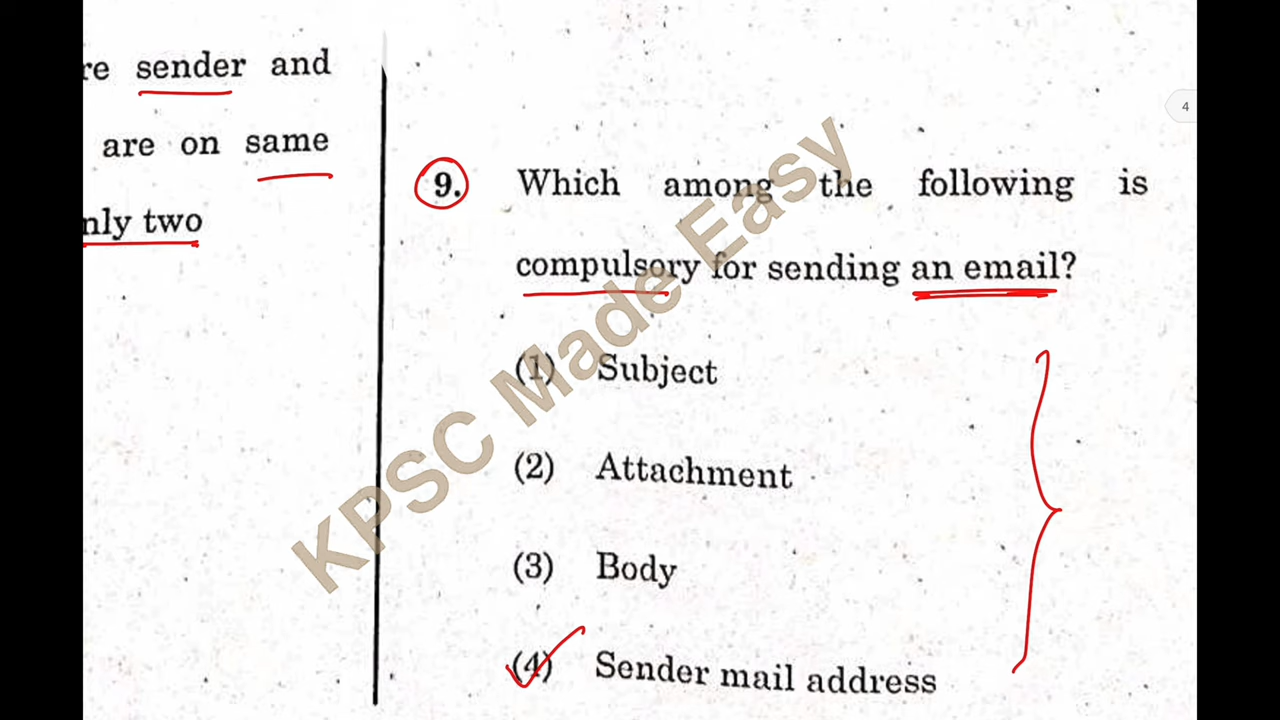 re sender and
are on same
nly two
4
9. Which among the following is
compulsory for sending an email?
(1) Subject
(2) Attachment
(3) Body
(4) Sender mail address
KPSC Made Easy